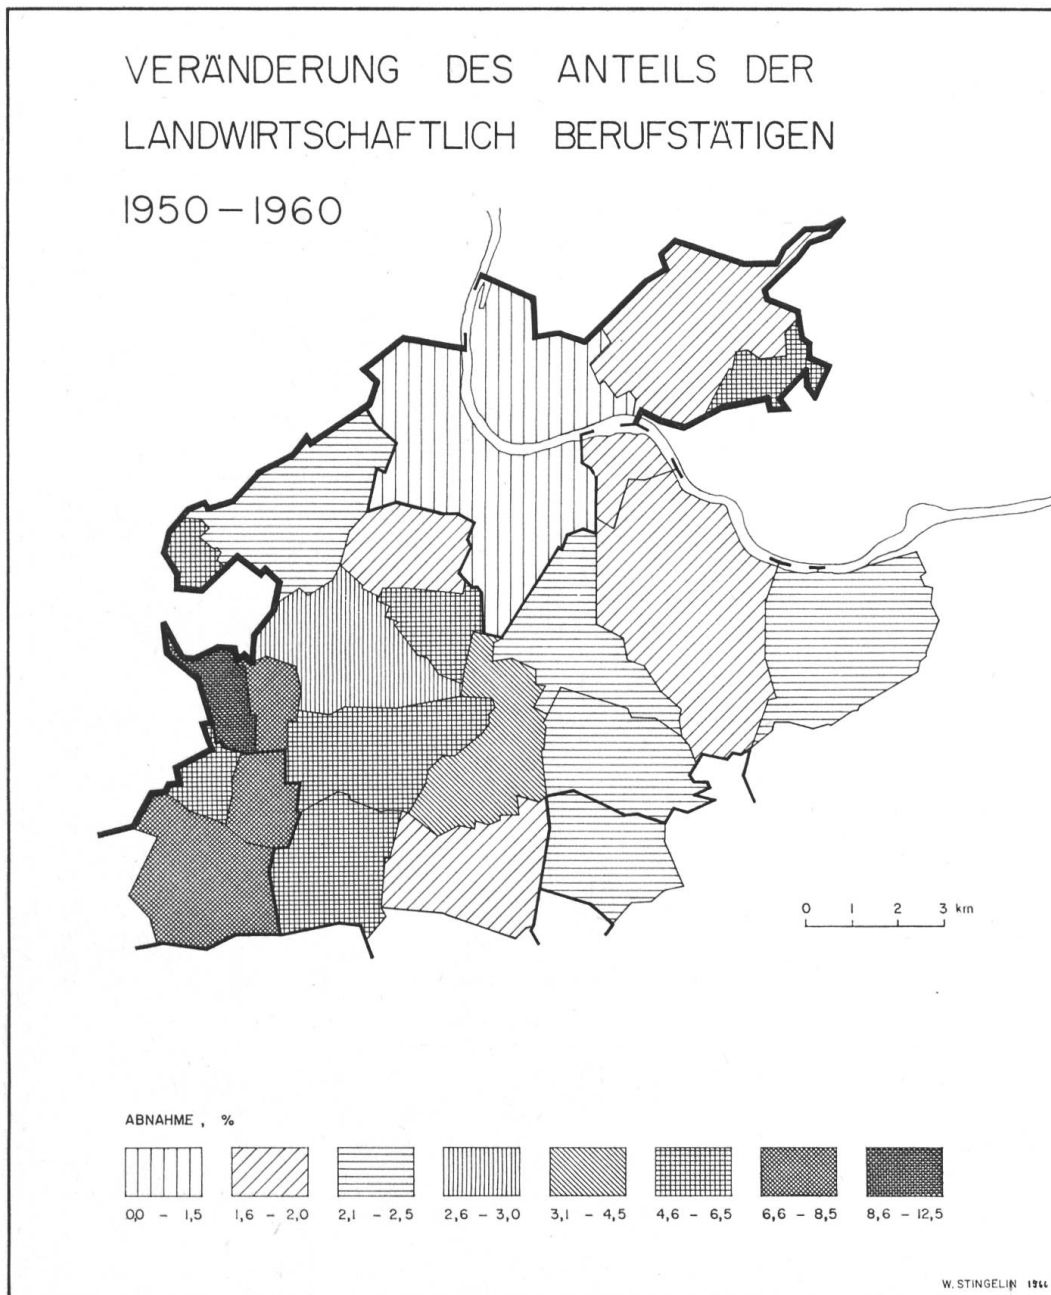 VERÄNDERUNG DES ANTEILS DER
LANDWIRTSCHAFTLICH BERUFSTÄTIGEN
1950 – 1960
0 1 2 3 km
ABNAHME , %
0,0 – 1,5 1,6 – 2,0 2,1 – 2,5 2,6 – 3,0 3,1 – 4,5 4,6 – 6,5 6,6 – 8,5 8,6 – 12,5
W. STINGELIN 1966